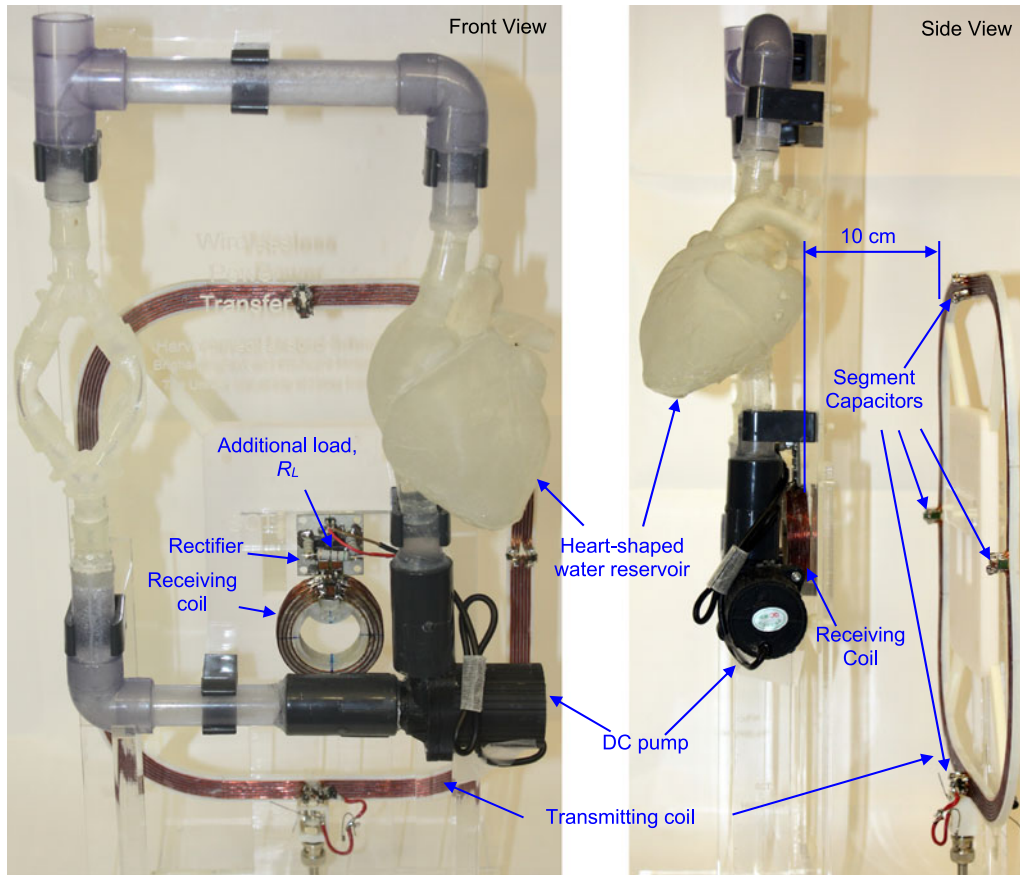 Front View
Side View
10 cm
Segment
Capacitors
Additional load,
RL
Rectifier
Receiving
coil
Heart-shaped
water reservoir
Receiving
Coil
DC pump
Transmitting coil
Transfer